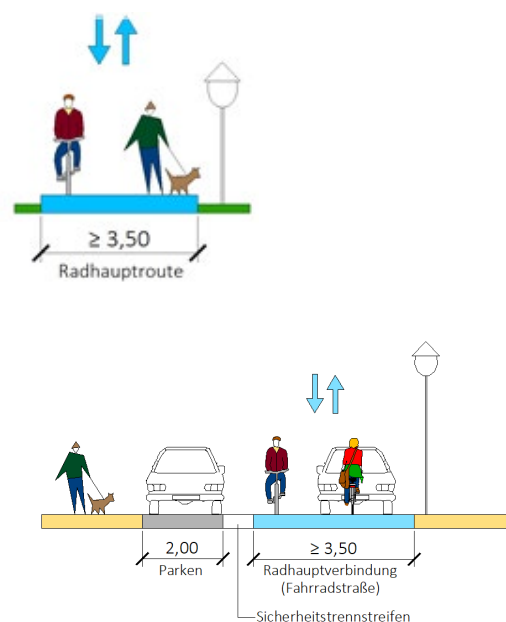 ≥ 3,50
Radhauptroute
2,00
Parken
≥ 3,50
Radhauptverbindung
(Fahrradstraße)
Sicherheitstrennstreifen